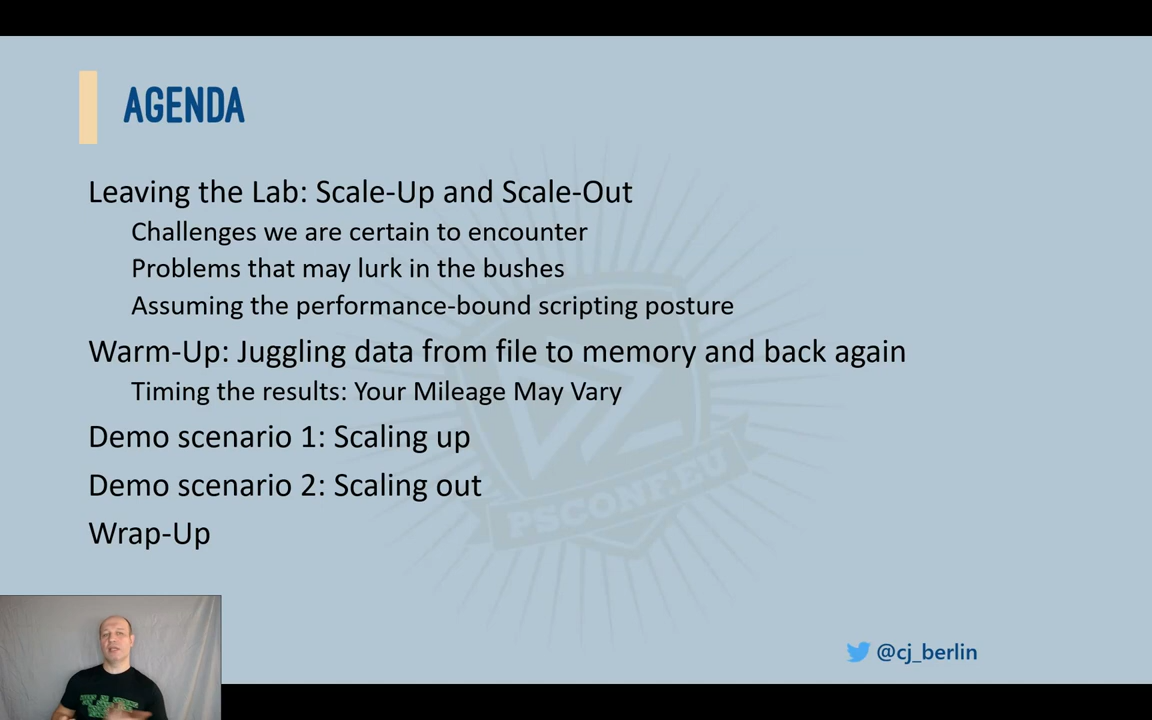 AGENDA
Leaving the Lab: Scale-Up and Scale-Out
Challenges we are certain to encounter
Problems that may lurk in the bushes
Assuming the performance-bound scripting posture
Warm-Up: Juggling data from file to memory and back again
Timing the results: Your Mileage May Vary
Demo scenario 1: Scaling up
Demo scenario 2: Scaling out
Wrap-Up
PSCONF.EU
@cj_berlin